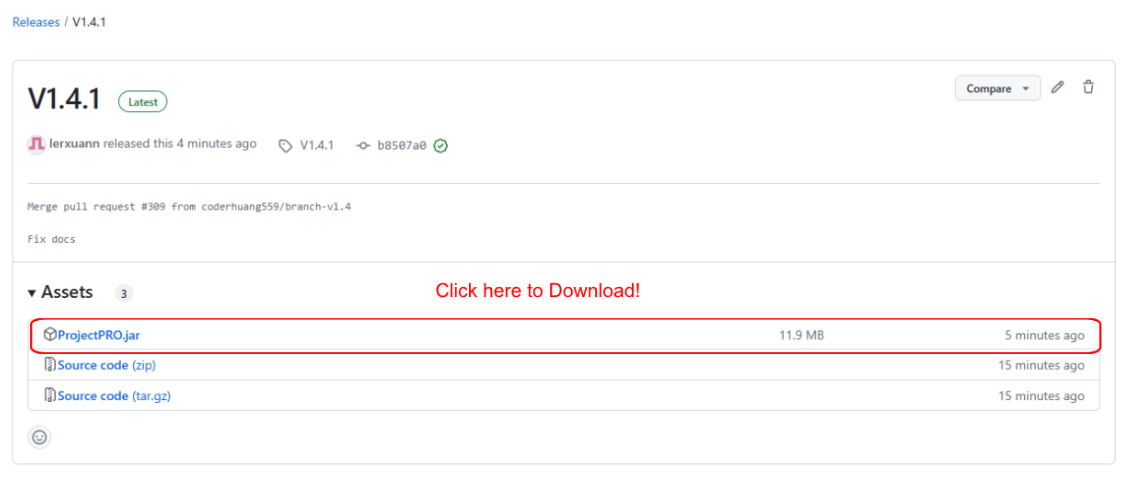 Releases / V1.4.1
V1.4.1 Latest Compare
lerxuann released this 4 minutes ago V1.4.1 b8507a0
Merge pull request #309 from coderhuang559/branch-v1.4
Fix docs
Assets 3 Click here to Download!
ProjectPRO.jar 11.9 MB 5 minutes ago
Source code (zip) 15 minutes ago
Source code (tar.gz) 15 minutes ago